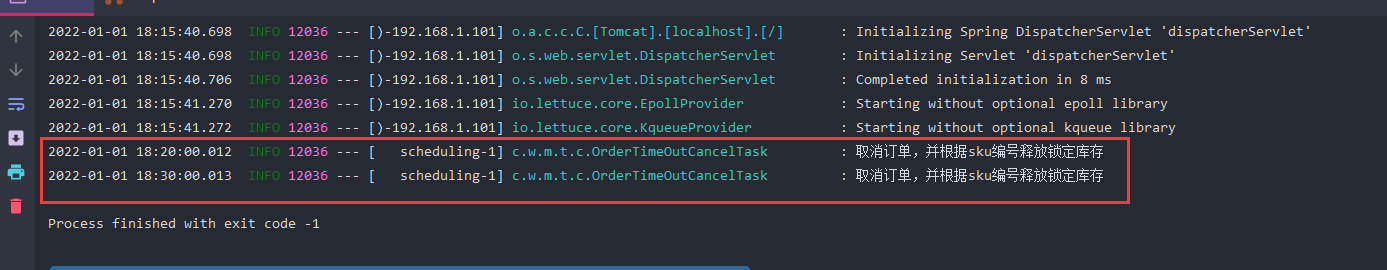 2022-01-01 18:15:40.698  INFO 12036 --- [)-192.168.1.101] o.a.c.c.C.[Tomcat].[localhost].[/]       : Initializing Spring DispatcherServlet 'dispatcherServlet'
2022-01-01 18:15:40.698  INFO 12036 --- [)-192.168.1.101] o.s.web.servlet.DispatcherServlet        : Initializing Servlet 'dispatcherServlet'
2022-01-01 18:15:40.706  INFO 12036 --- [)-192.168.1.101] o.s.web.servlet.DispatcherServlet        : Completed initialization in 8 ms
2022-01-01 18:15:41.270  INFO 12036 --- [)-192.168.1.101] io.lettuce.core.EpollProvider            : Starting without optional epoll library
2022-01-01 18:15:41.272  INFO 12036 --- [)-192.168.1.101] io.lettuce.core.KqueueProvider           : Starting without optional kqueue library
2022-01-01 18:20:00.012  INFO 12036 --- [   scheduling-1] c.w.m.t.c.OrderTimeOutCancelTask         : 取消订单，并根据sku编号释放锁定库存
2022-01-01 18:30:00.013  INFO 12036 --- [   scheduling-1] c.w.m.t.c.OrderTimeOutCancelTask         : 取消订单，并根据sku编号释放锁定库存
Process finished with exit code -1